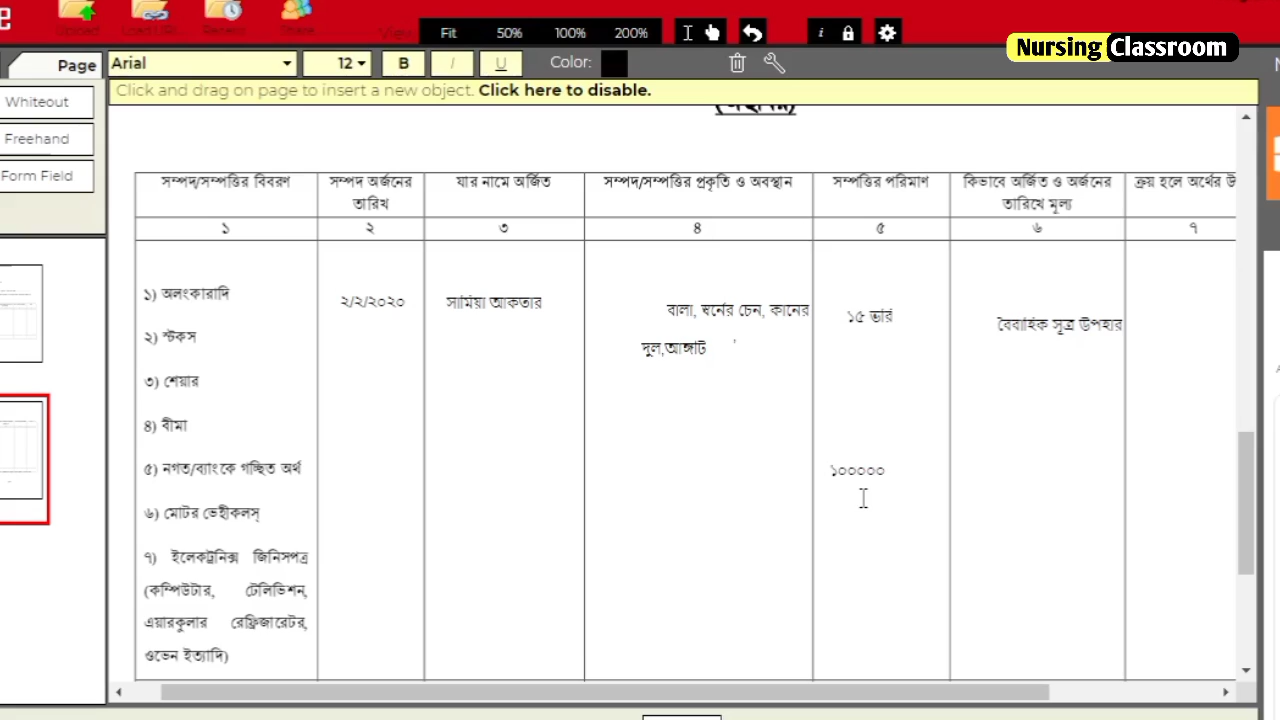 View Fit 50% 100% 200%
Nursing Classroom
Page Arial 12 B I U Color:
Click and drag on page to insert a new object. Click here to disable.
Whiteout
Freehand
Form Field
সম্পদ/সম্পত্তির বিবরণ
সম্পদ অর্জনের
তারিখ
যার নামে অর্জিত
সম্পদ/সম্পত্তির প্রকৃতি ও অবস্থান
সম্পত্তির পরিমাণ
কিভাবে অর্জিত ও অর্জনের
তারিখে মূল্য
ক্রয় হলে অর্থের
১ ২ ৩ ৪ ৫ ৬ ৭
১) অলংকারাদি
২/২/২০২০
সামিয়া আকতার
বালা, স্বর্নের চেন, কানের
দুল,আঙ্গাট
১৫ ভরি
বৈবাহিক সূত্র উপহার
২) স্টকস
৩) শেয়ার
৪) বীমা
৫) নগত/ব্যাংকে গচ্ছিত অর্থ
১০০০০০
৬) মোটর ভেহীকলস্
৭) ইলেকট্রনিক্স জিনিসপত্র
(কম্পিউটার, টেলিভিশন,
এয়ারকুলার রেফ্রিজারেটর,
ওভেন ইত্যাদি)